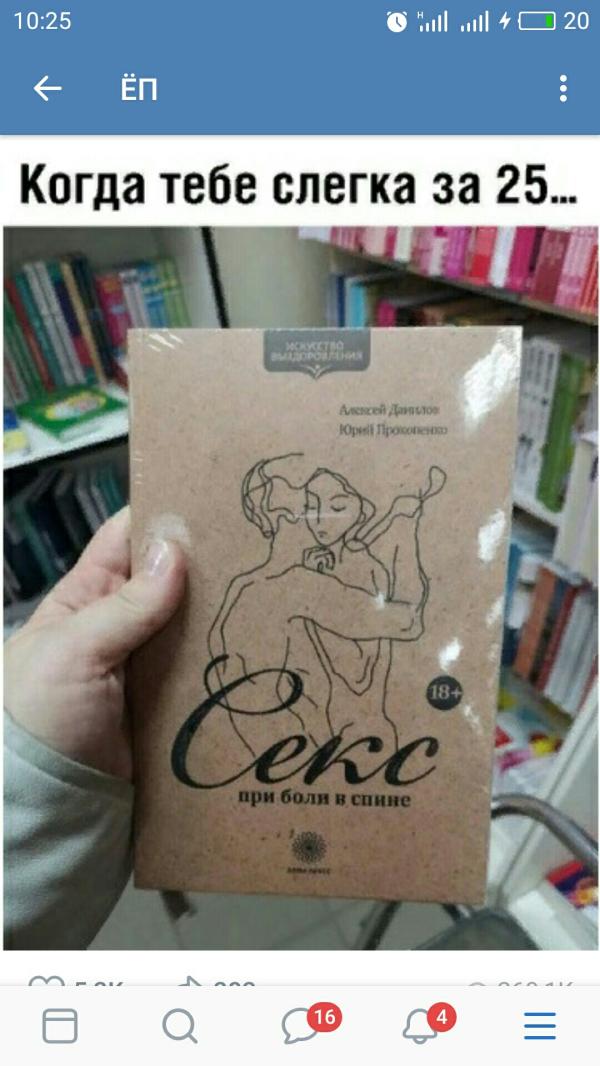 10:25
H
20
ЁП
Когда тебе слегка за 25...
ИСКУССТВО
ВЫЗДОРОВЛЕНИЯ
Алексей Данилов
Юрий Прокопенко
18+
Секс
при боли в спине
16
4